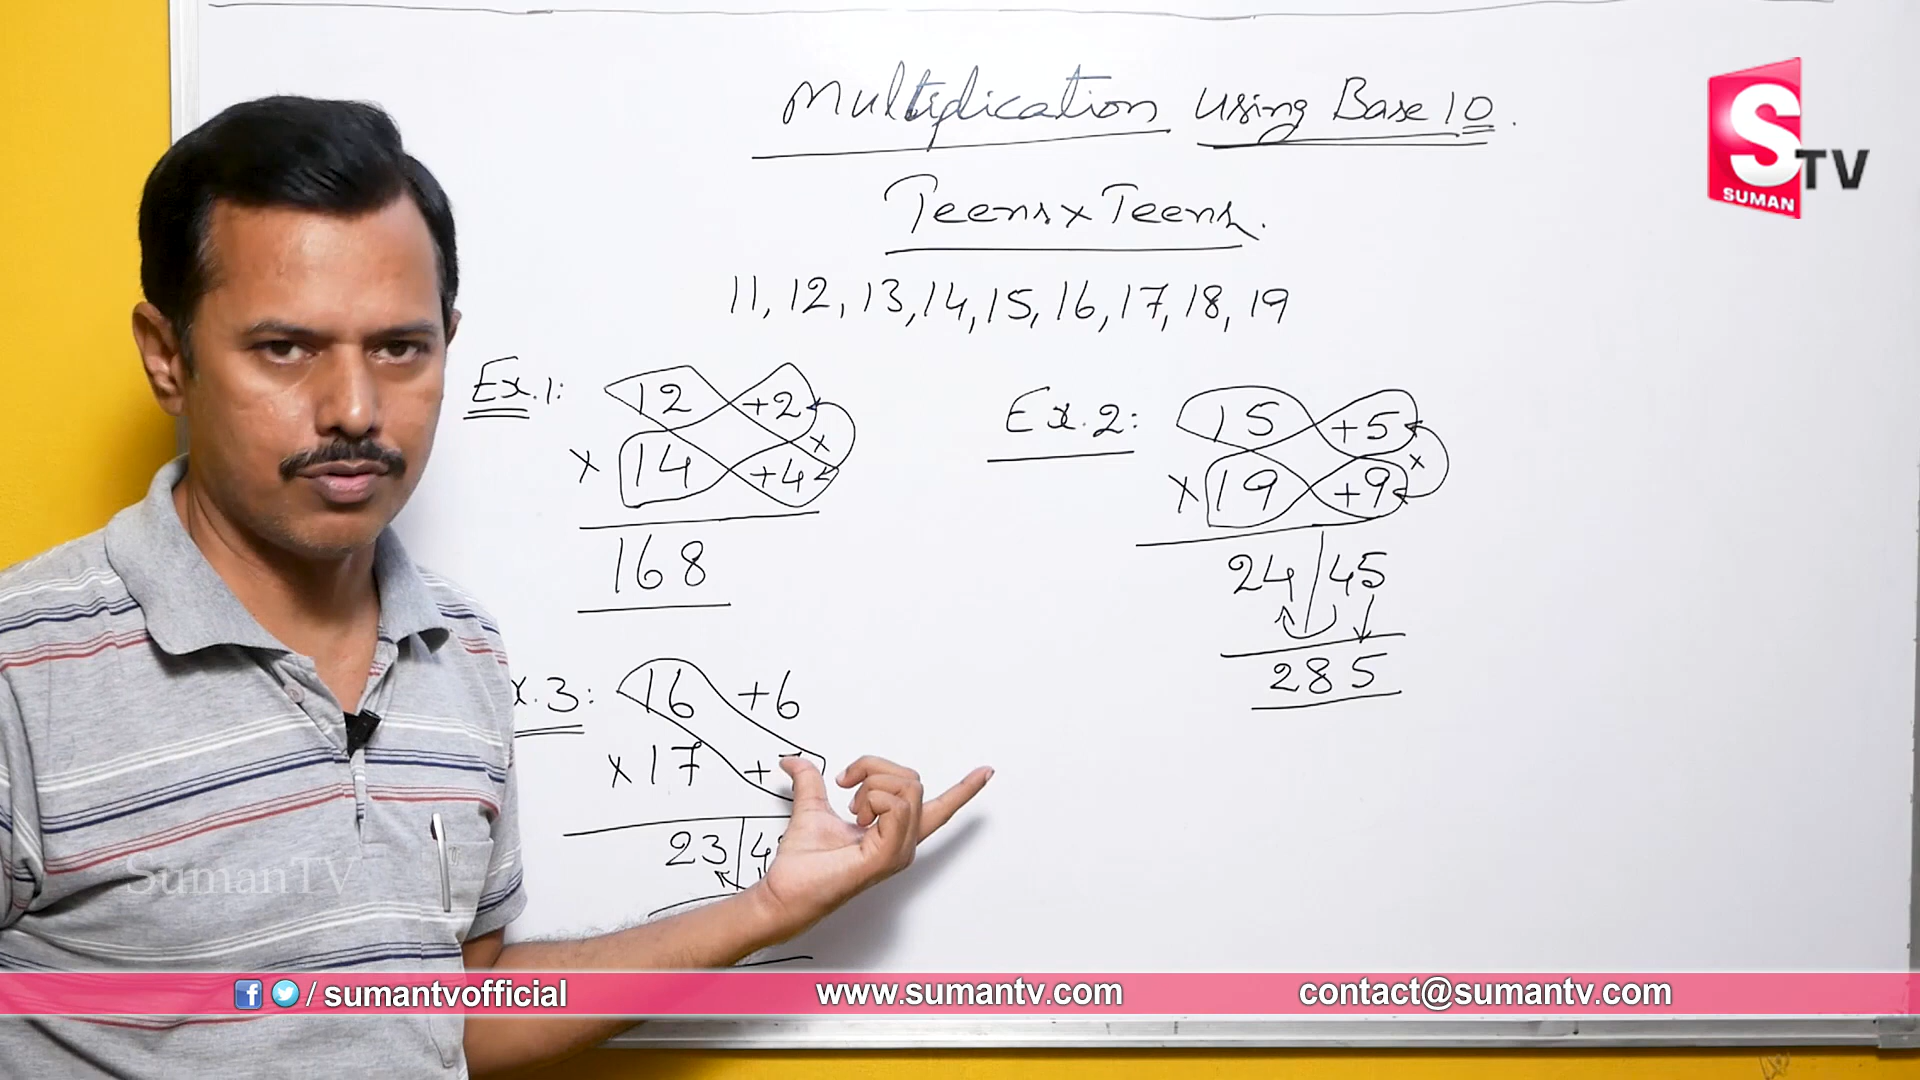 Multiplication using Base 10.
Teens x Teens.
11, 12, 13, 14, 15, 16, 17, 18, 19
Ex.1:
12 +2
x
x 14 +4
168
Ex.2:
15 +5
x
x 19 +9
24 | 45
285
x.3:
16 +6
x 17 +
23 | 4
S TV
SUMAN
SumanTV
/ sumantvofficial
www.sumantv.com
contact@sumantv.com